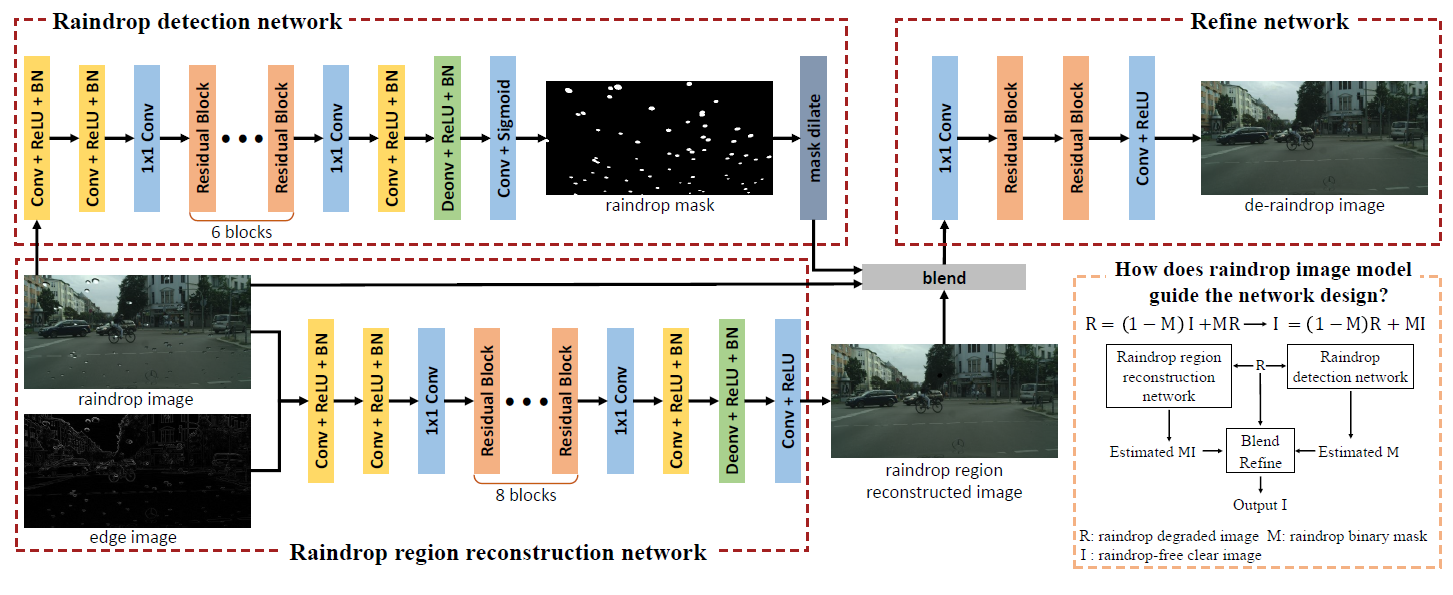 Raindrop detection network
Conv + ReLU + BN
Conv + ReLU + BN
1x1 Conv
Residual Block
Residual Block
1x1 Conv
Conv + ReLU + BN
Deonv + ReLU + BN
Conv + Sigmoid
raindrop mask
mask dilate
6 blocks
Refine network
1x1 Conv
Residual Block
Residual Block
Conv + ReLU
de-raindrop image
blend
raindrop image
edge image
Conv + ReLU + BN
Conv + ReLU + BN
1x1 Conv
Residual Block
Residual Block
1x1 Conv
Conv + ReLU + BN
Deonv + ReLU + BN
Conv + ReLU
8 blocks
raindrop region
reconstructed image
Raindrop region reconstruction network
How does raindrop image model
guide the network design?
R = (1 − M) I +MR → I = (1 − M)R + MI
Raindrop region
reconstruction
network
R
Raindrop
detection network
Estimated MI
Blend
Refine
Estimated M
Output I
R: raindrop degraded image M: raindrop binary mask
I : raindrop-free clear image